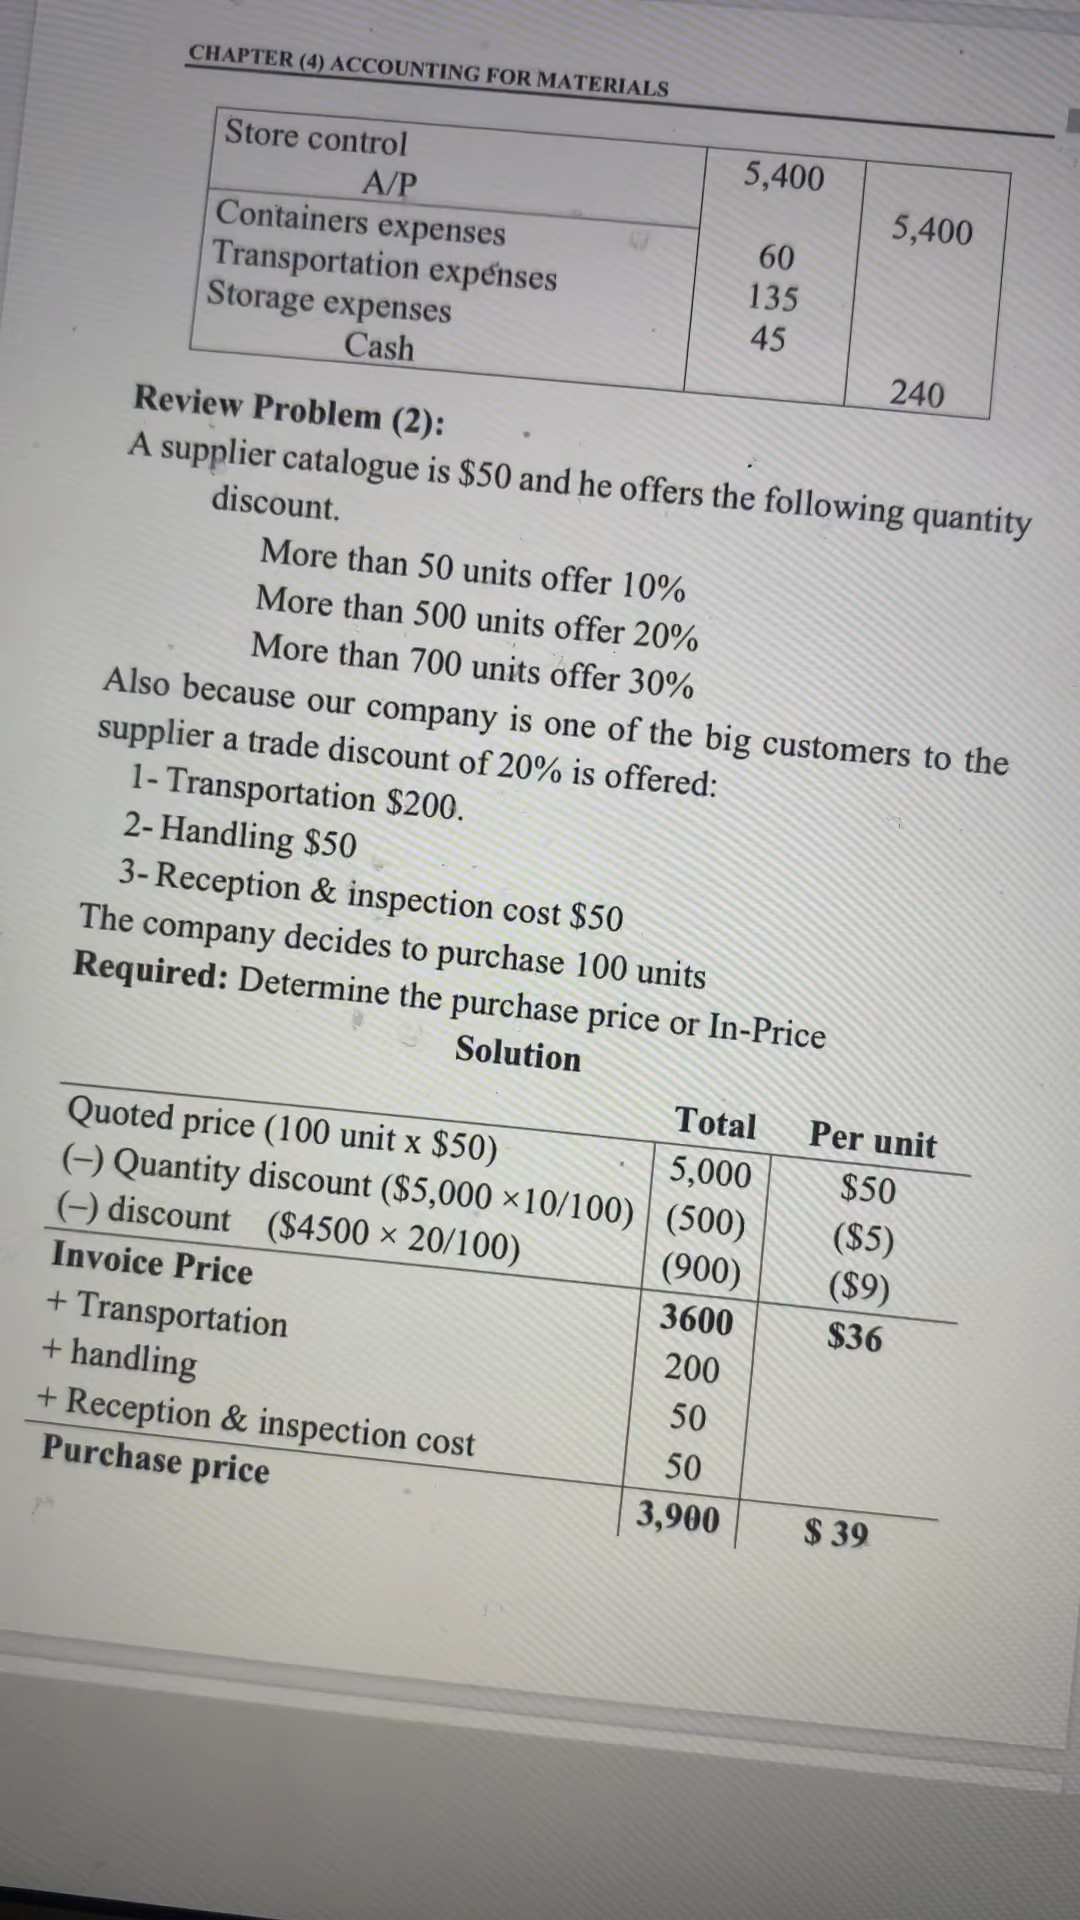 CHAPTER (4) ACCOUNTING FOR MATERIALS
Store control 5,400
A/P 5,400
Containers expenses 60
Transportation expenses 135
Storage expenses 45
Cash 240
Review Problem (2):
A supplier catalogue is $50 and he offers the following quantity
discount.
More than 50 units offer 10%
More than 500 units offer 20%
More than 700 units offer 30%
Also because our company is one of the big customers to the
supplier a trade discount of 20% is offered:
1- Transportation $200.
2- Handling $50
3- Reception & inspection cost $50
The company decides to purchase 100 units
Required: Determine the purchase price or In-Price
Solution
Total Per unit
Quoted price (100 unit x $50) 5,000 $50
(–) Quantity discount ($5,000 ×10/100) (500) ($5)
(–) discount ($4500 × 20/100) (900) ($9)
Invoice Price 3600 $36
+ Transportation 200
+ handling 50
+ Reception & inspection cost 50
Purchase price 3,900 $ 39